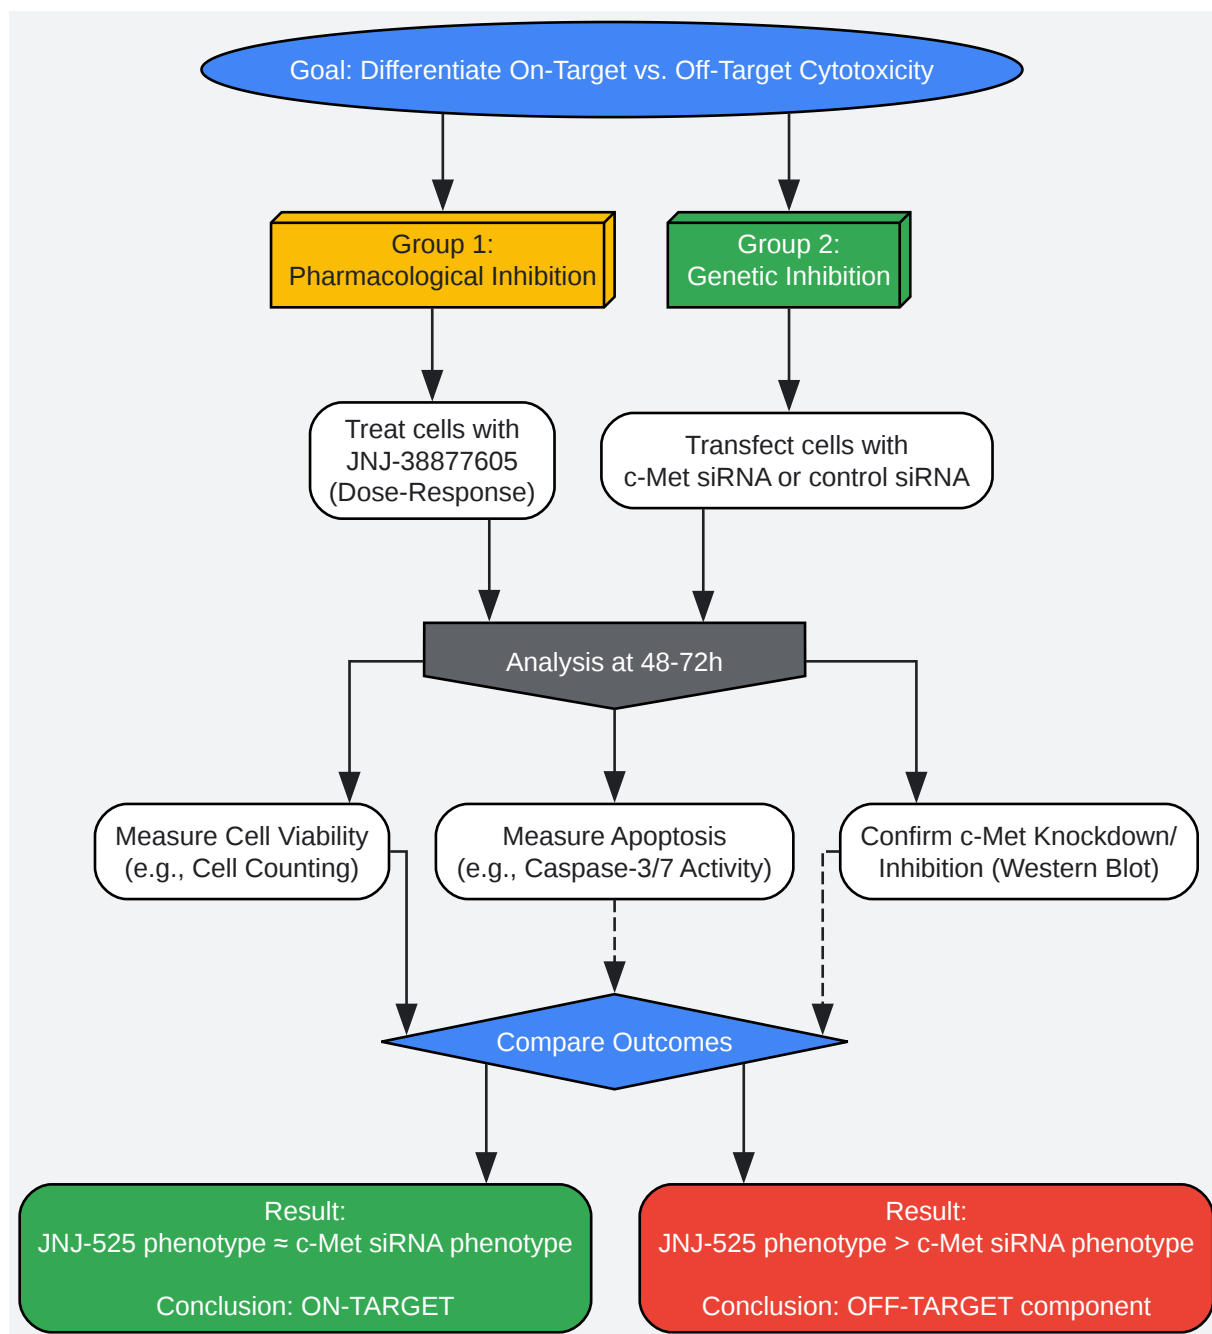 Goal: Differentiate On-Target vs. Off-Target Cytotoxicity
Group 1:
Pharmacological Inhibition
Group 2:
Genetic Inhibition
Treat cells with
JNJ-38877605
(Dose-Response)
Transfect cells with
c-Met siRNA or control siRNA
Analysis at 48-72h
Measure Cell Viability
(e.g., Cell Counting)
Measure Apoptosis
(e.g., Caspase-3/7 Activity)
Confirm c-Met Knockdown/
Inhibition (Western Blot)
Compare Outcomes
Result:
JNJ-525 phenotype ≈ c-Met siRNA phenotype
Conclusion: ON-TARGET
Result:
JNJ-525 phenotype > c-Met siRNA phenotype
Conclusion: OFF-TARGET component